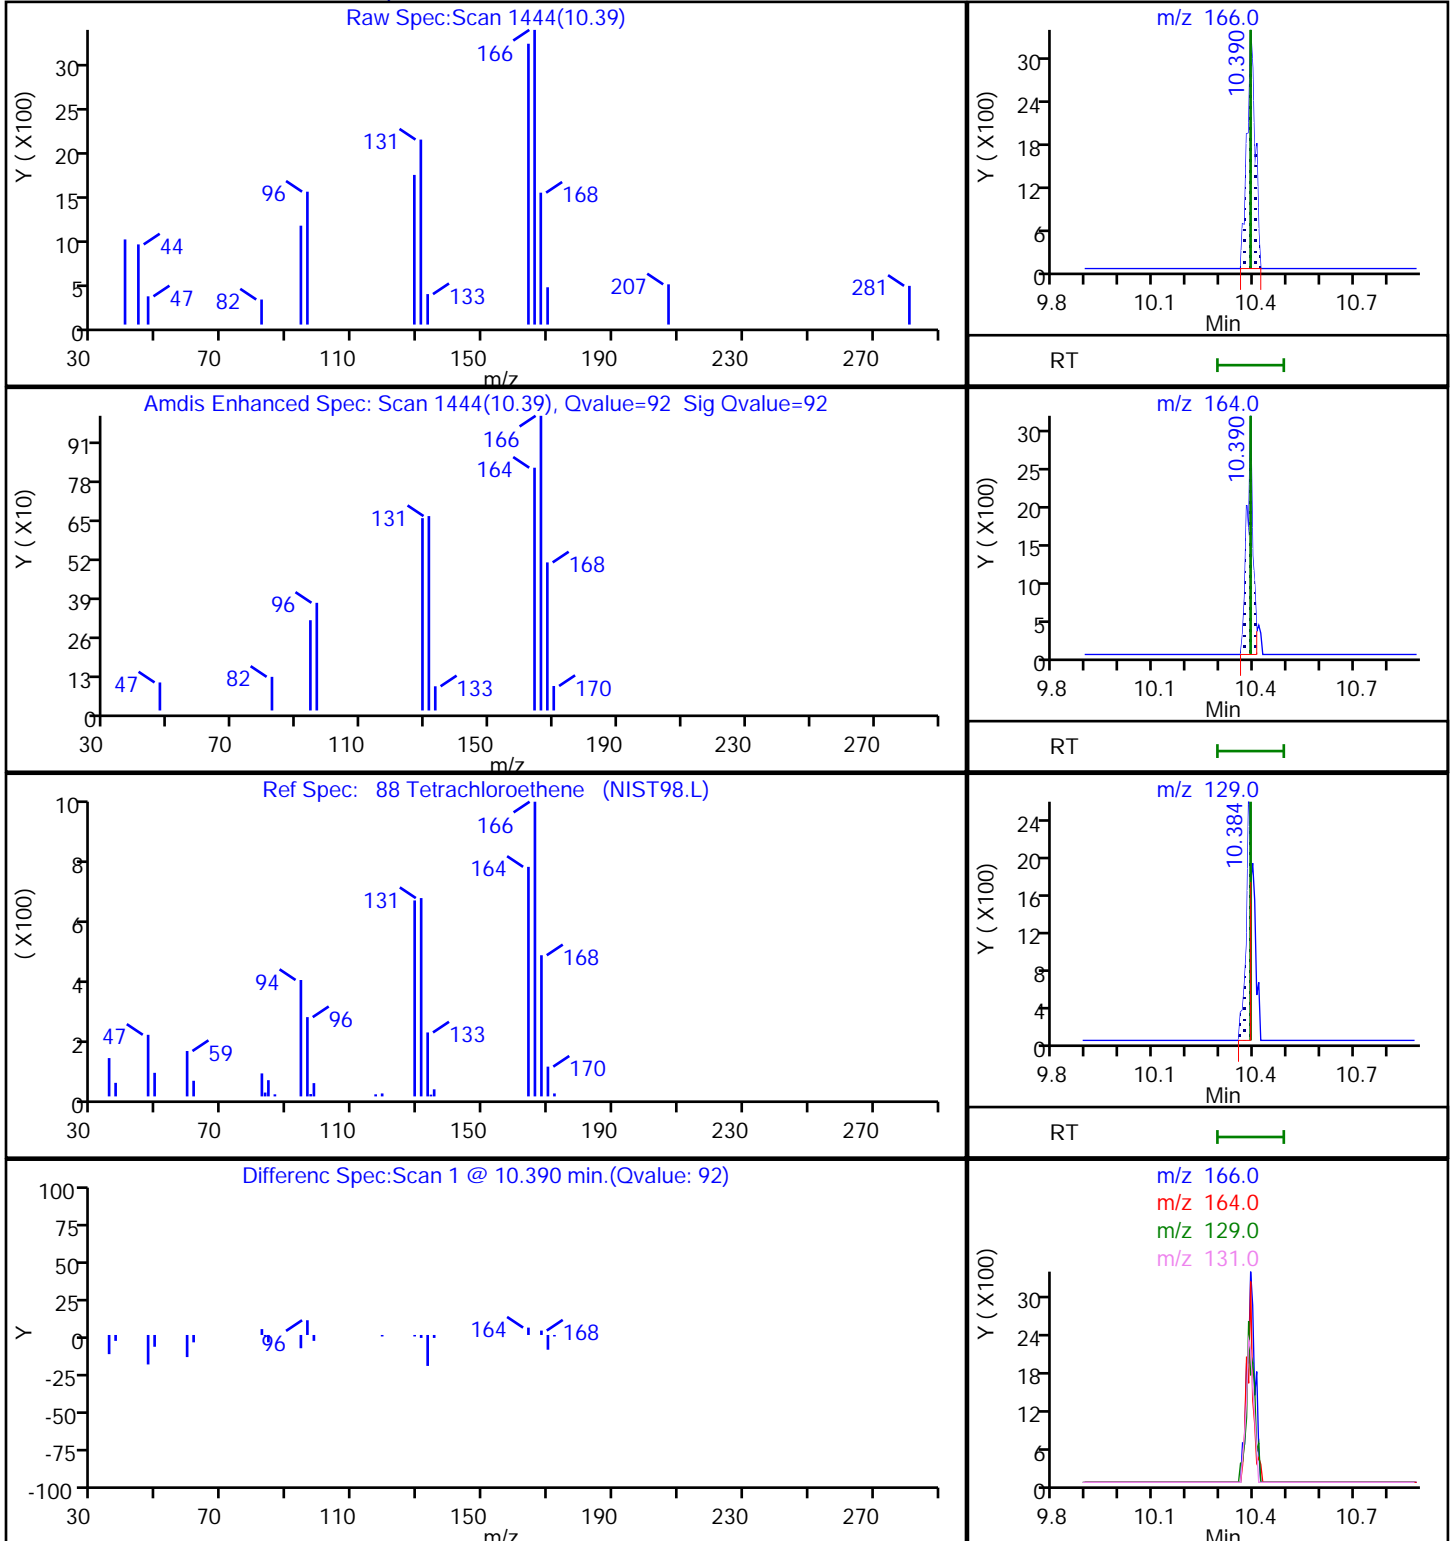 Raw Spec:Scan 1444(10.39)
Y ( X100)
30
25
20
15
10
5
0
166
131
96
168
44
47
82
133
207
281
30 70 110 150 190 230 270
m/z
m/z 166.0
Y ( X100)
30
24
18
12
6
0
10.390
9.8 10.1 10.4 10.7
Min
RT
Amdis Enhanced Spec: Scan 1444(10.39), Qvalue=92 Sig Qvalue=92
Y ( X10)
91
78
65
52
39
26
13
0
166
164
131
168
96
82
47
133
170
30 70 110 150 190 230 270
m/z
m/z 164.0
Y ( X100)
30
25
20
15
10
5
0
10.390
9.8 10.1 10.4 10.7
Min
RT
Ref Spec: 88 Tetrachloroethene (NIST98.L)
( X100)
10
8
6
4
2
0
166
164
131
168
94
96
47
59
133
170
30 70 110 150 190 230 270
m/z 129.0
Y ( X100)
24
20
16
12
8
4
0
10.384
9.8 10.1 10.4 10.7
Min
RT
Differenc Spec:Scan 1 @ 10.390 min.(Qvalue: 92)
Y
100
75
50
25
0
-25
-50
-75
-100
96
164
168
30 70 110 150 190 230 270
m/z
m/z 166.0
m/z 164.0
m/z 129.0
m/z 131.0
Y ( X100)
30
24
18
12
6
0
9.8 10.1 10.4 10.7
Min